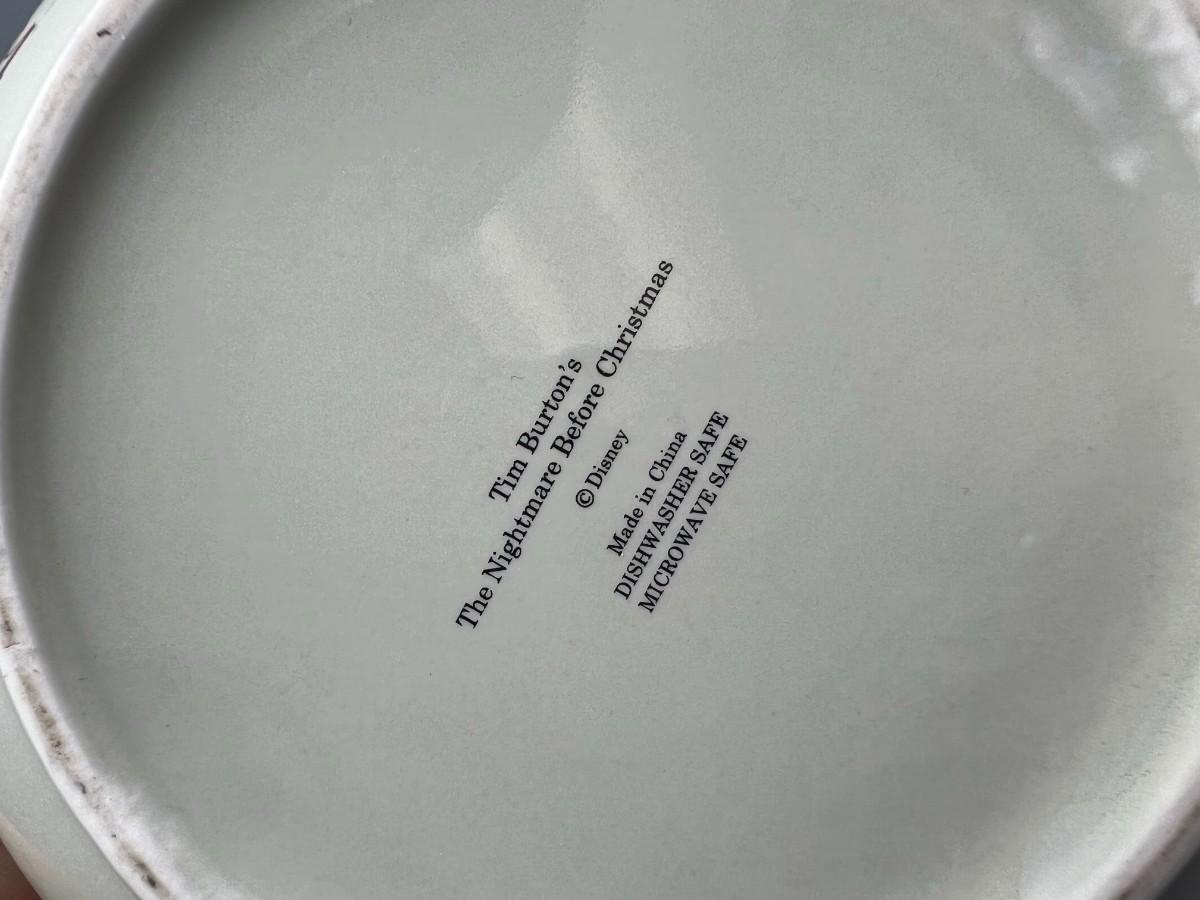 Tim Burton's
The Nightmare Before Christmas
© Disney
Made in China
DISHWASHER SAFE
MICROWAVE SAFE